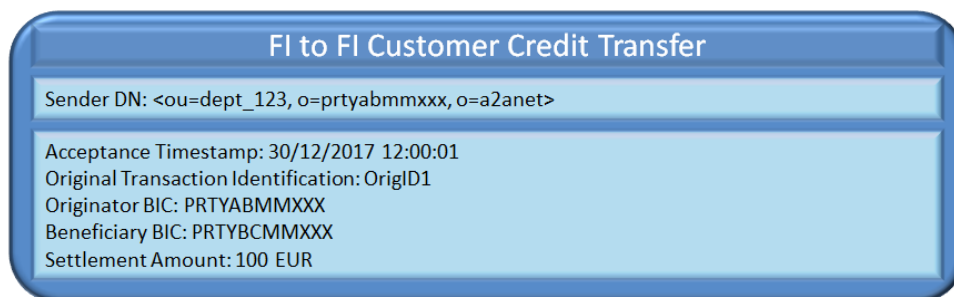 FI to FI Customer Credit Transfer
Sender DN: <ou=dept_123, o=prtyabmmxxx, o=a2anet>
Acceptance Timestamp: 30/12/2017 12:00:01
Original Transaction Identification: OrigID1
Originator BIC: PRTYABMMXXX
Beneficiary BIC: PRTYBCMMXXX
Settlement Amount: 100 EUR